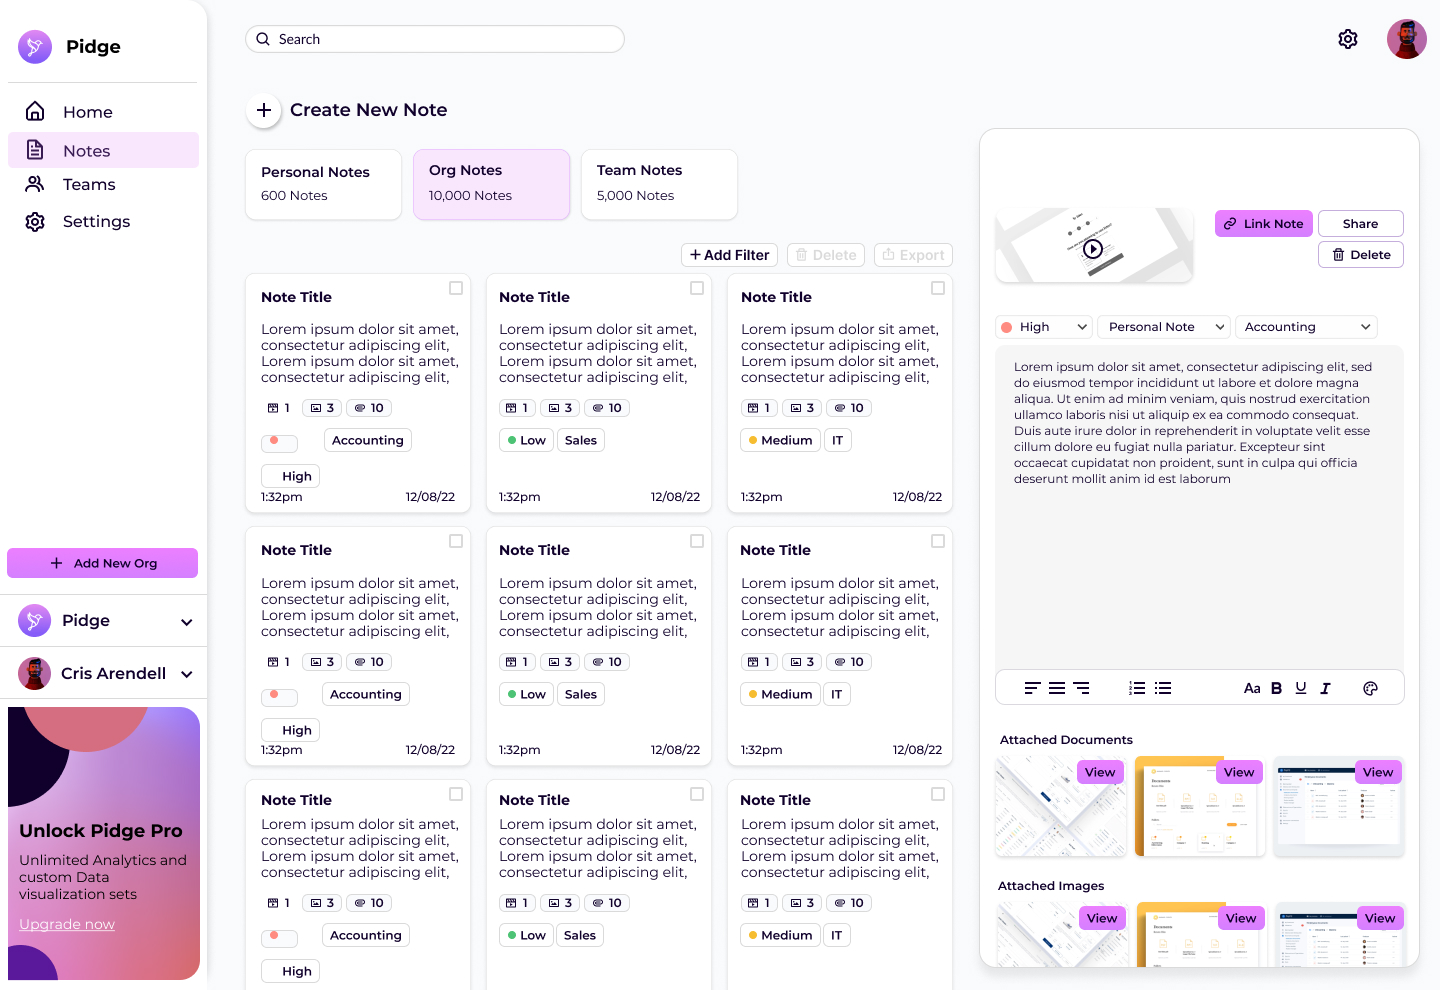 Pidge
Home
Notes
Teams
Settings
Add New Org
Pidge
Cris Arendell
Unlock Pidge Pro
Unlimited Analytics and
custom Data
visualization sets
Upgrade now
Search
Create New Note
Personal Notes
600 Notes
Org Notes
10,000 Notes
Team Notes
5,000 Notes
Add Filter
Delete
Export
Note Title
Lorem ipsum dolor sit amet,
consectetur adipiscing elit,
Lorem ipsum dolor sit amet,
consectetur adipiscing elit,
1 3 10
Accounting
High
1:32pm 12/08/22
Note Title
Lorem ipsum dolor sit amet,
consectetur adipiscing elit,
Lorem ipsum dolor sit amet,
consectetur adipiscing elit,
1 3 10
Low Sales
1:32pm 12/08/22
Note Title
Lorem ipsum dolor sit amet,
consectetur adipiscing elit,
Lorem ipsum dolor sit amet,
consectetur adipiscing elit,
1 3 10
Medium IT
1:32pm 12/08/22
Note Title
Lorem ipsum dolor sit amet,
consectetur adipiscing elit,
Lorem ipsum dolor sit amet,
consectetur adipiscing elit,
1 3 10
Accounting
High
1:32pm 12/08/22
Note Title
Lorem ipsum dolor sit amet,
consectetur adipiscing elit,
Lorem ipsum dolor sit amet,
consectetur adipiscing elit,
1 3 10
Low Sales
1:32pm 12/08/22
Note Title
Lorem ipsum dolor sit amet,
consectetur adipiscing elit,
Lorem ipsum dolor sit amet,
consectetur adipiscing elit,
1 3 10
Medium IT
1:32pm 12/08/22
Note Title
Lorem ipsum dolor sit amet,
consectetur adipiscing elit,
Lorem ipsum dolor sit amet,
consectetur adipiscing elit,
1 3 10
Accounting
High
Note Title
Lorem ipsum dolor sit amet,
consectetur adipiscing elit,
Lorem ipsum dolor sit amet,
consectetur adipiscing elit,
1 3 10
Low Sales
Note Title
Lorem ipsum dolor sit amet,
consectetur adipiscing elit,
Lorem ipsum dolor sit amet,
consectetur adipiscing elit,
1 3 10
Medium IT
Link Note
Share
Delete
High
Personal Note
Accounting
Lorem ipsum dolor sit amet, consectetur adipiscing elit, sed
do eiusmod tempor incididunt ut labore et dolore magna
aliqua. Ut enim ad minim veniam, quis nostrud exercitation
ullamco laboris nisi ut aliquip ex ea commodo consequat.
Duis aute irure dolor in reprehenderit in voluptate velit esse
cillum dolore eu fugiat nulla pariatur. Excepteur sint
occaecat cupidatat non proident, sunt in culpa qui officia
deserunt mollit anim id est laborum
Aa B U I
Attached Documents
View
View
View
Attached Images
View
View
View